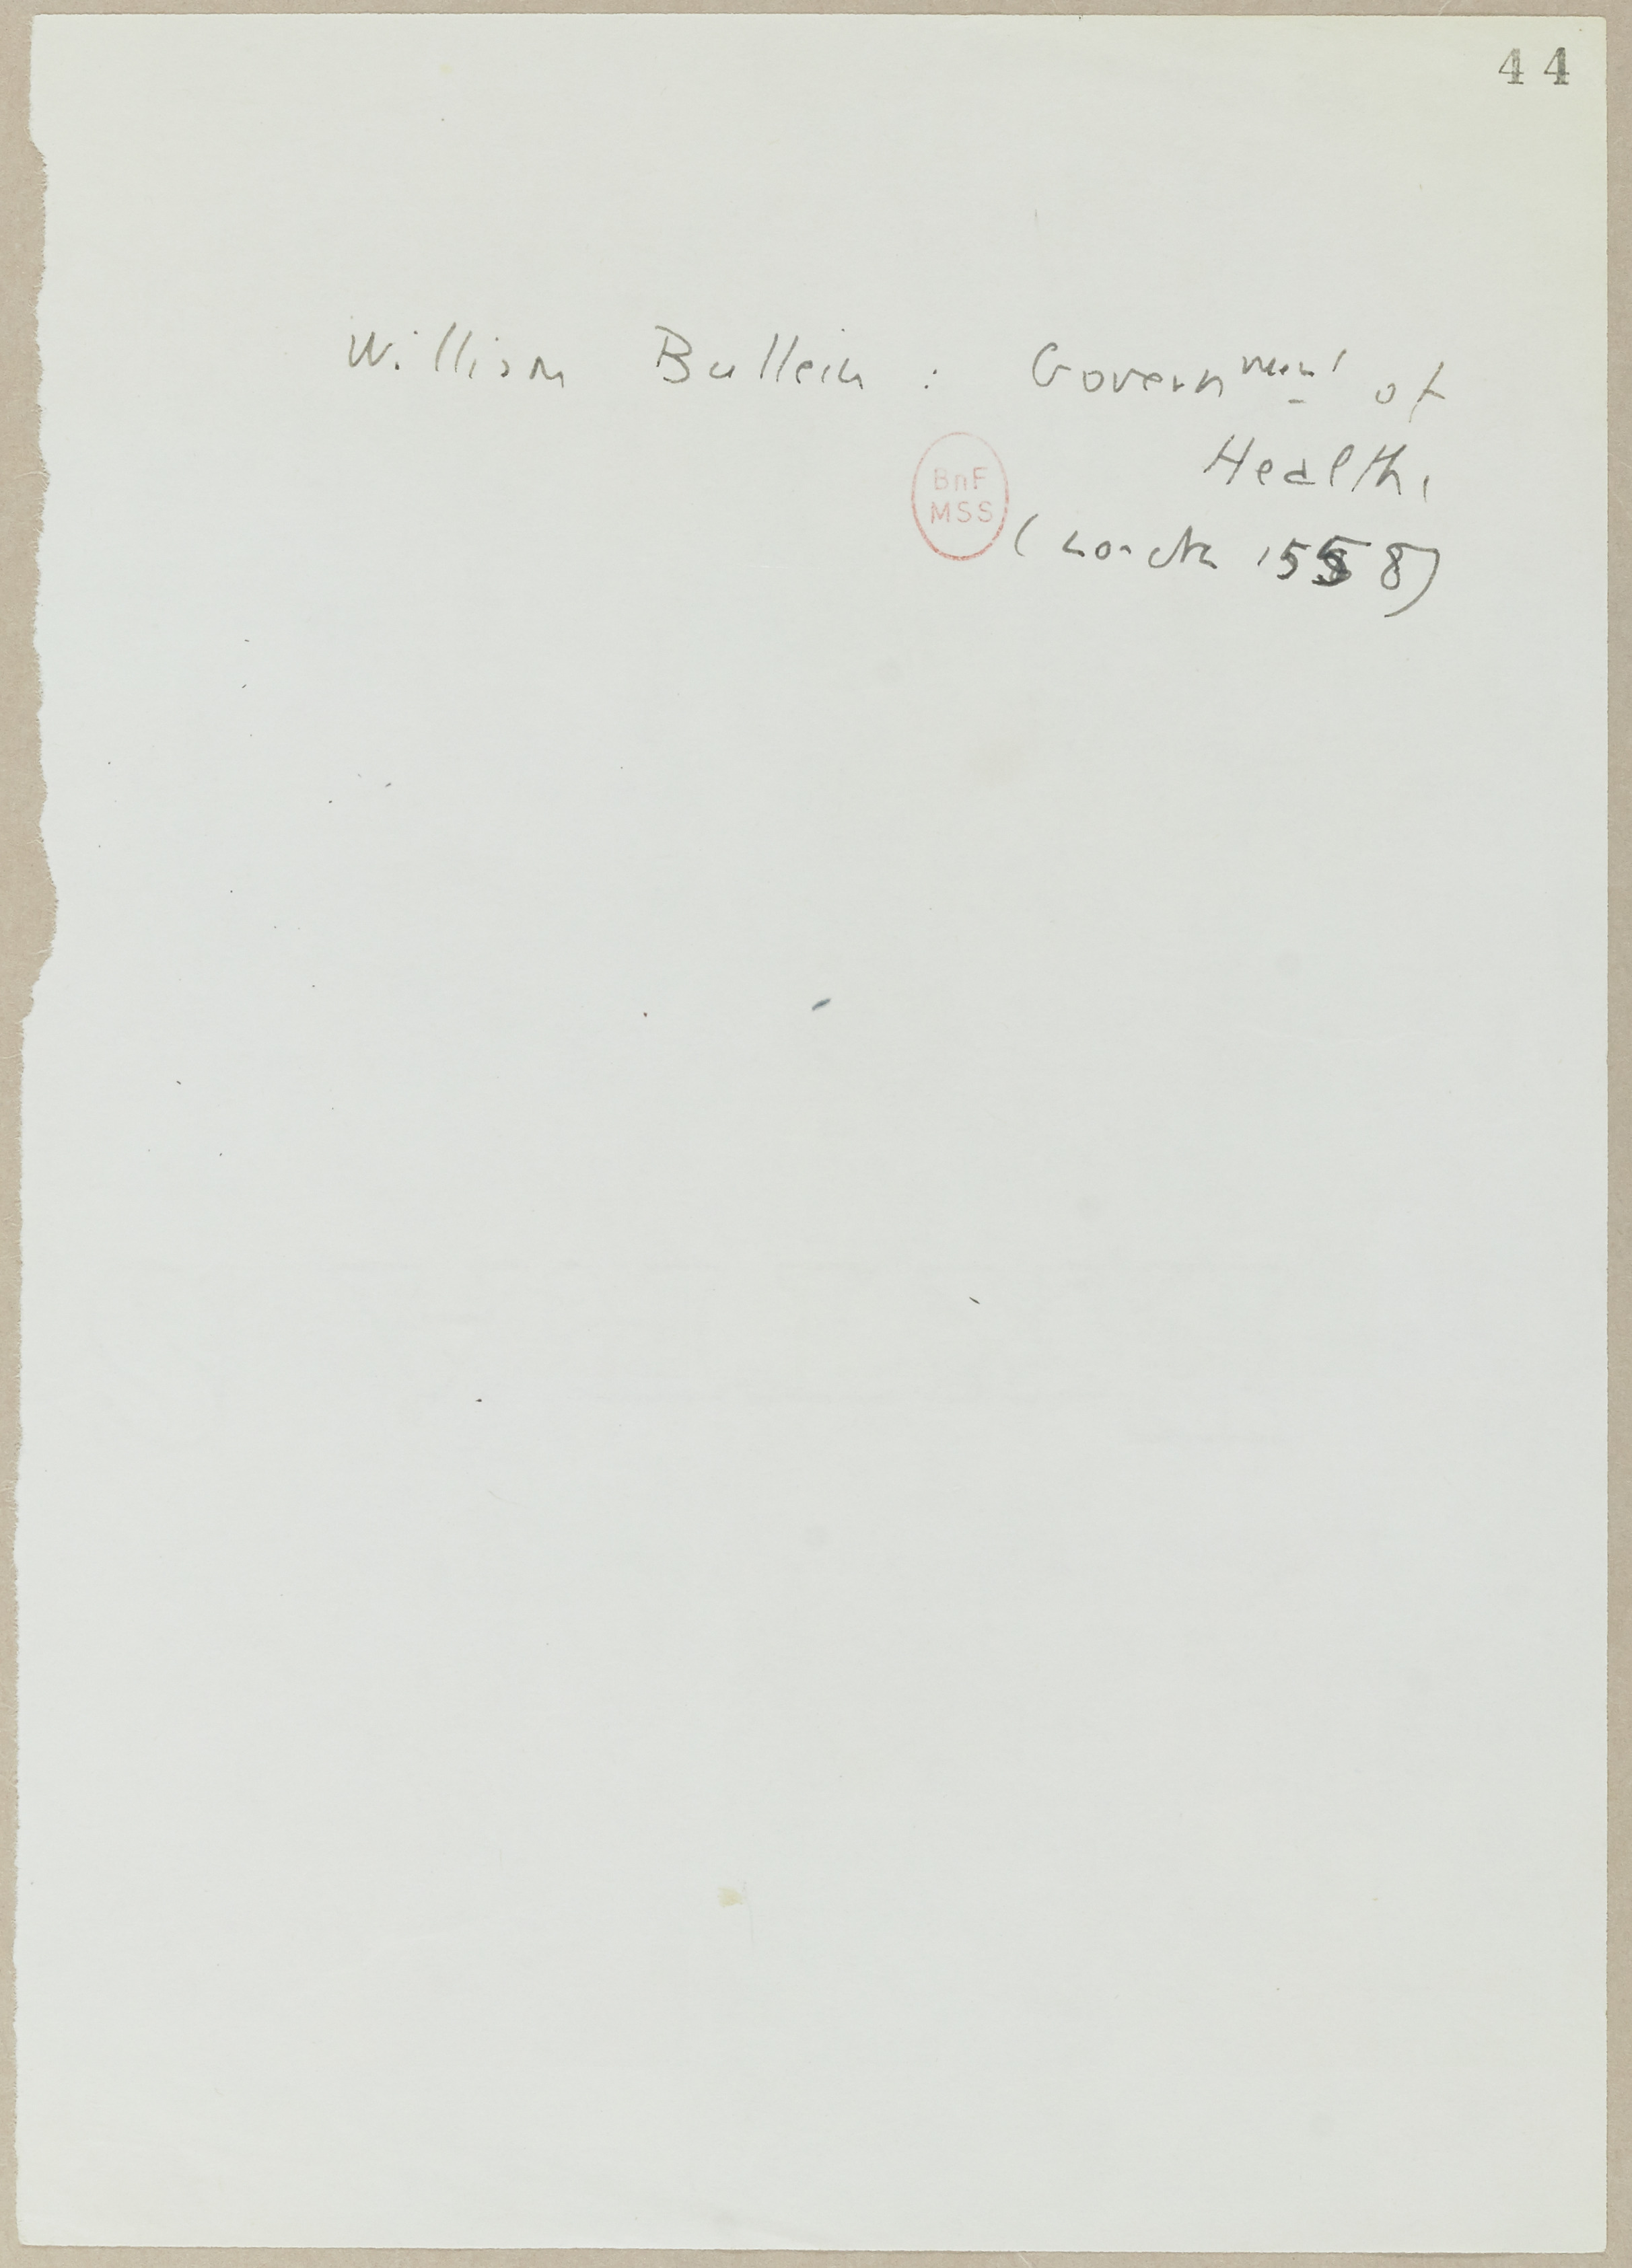 44
William Bullein : Government of
Health,
BnF
MSS
(London 1558)